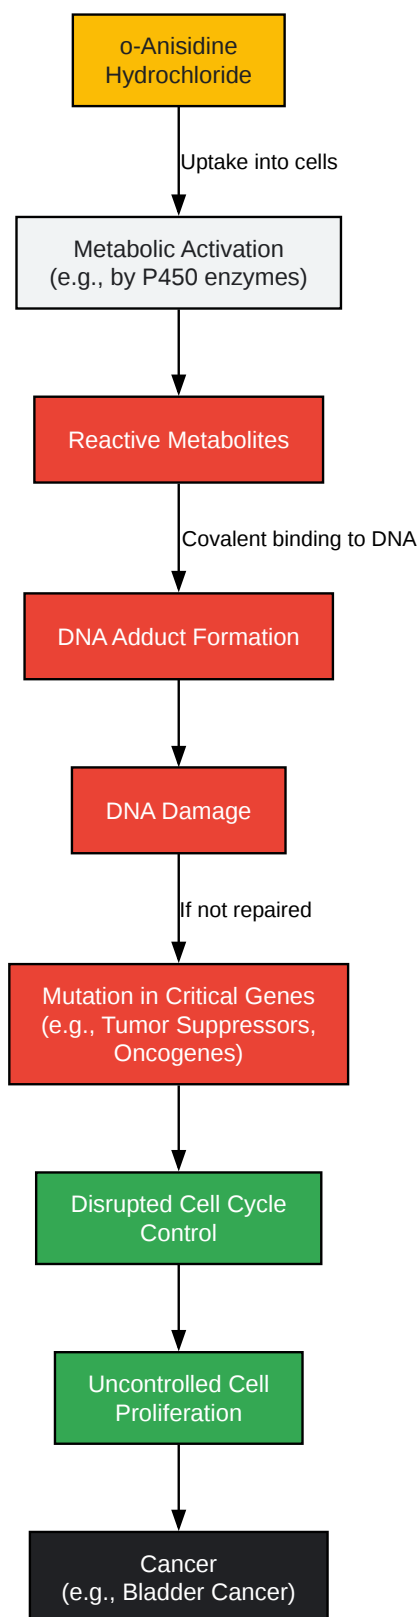 o-Anisidine
Hydrochloride
Uptake into cells
Metabolic Activation
(e.g., by P450 enzymes)
Reactive Metabolites
Covalent binding to DNA
DNA Adduct Formation
DNA Damage
If not repaired
Mutation in Critical Genes
(e.g., Tumor Suppressors,
Oncogenes)
Disrupted Cell Cycle
Control
Uncontrolled Cell
Proliferation
Cancer
(e.g., Bladder Cancer)